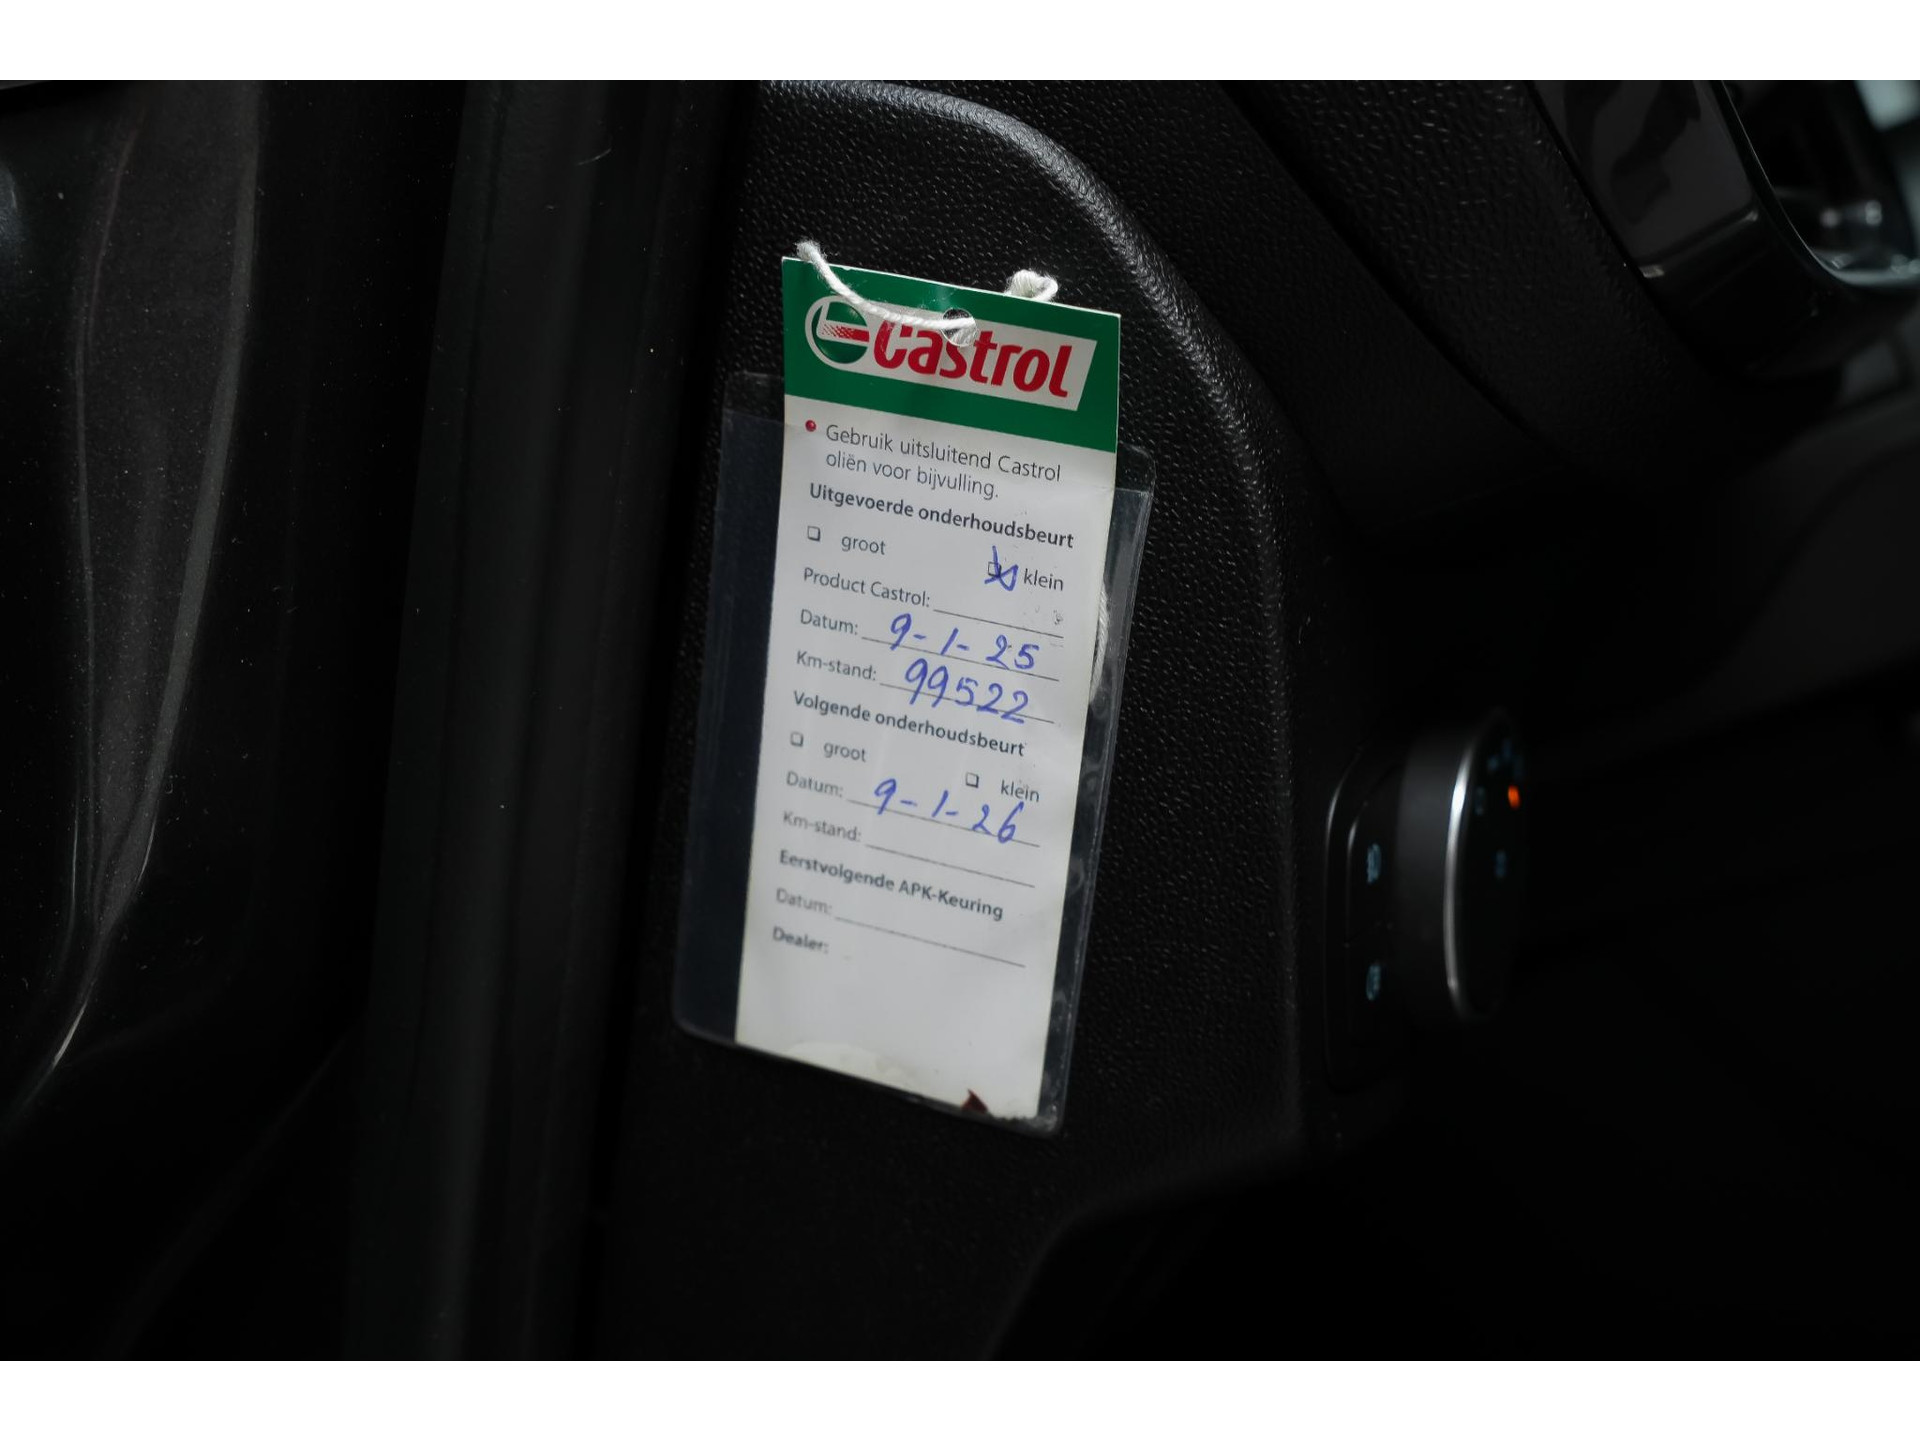 Castrol
Gebruik uitsluitend Castrol
oliën voor bijvulling.
Uitgevoerde onderhoudsbeurt
groot klein
Product Castrol:
Datum: 9-1-25
Km-stand: 99522
Volgende onderhoudsbeurt
groot klein
Datum: 9-1-26
Km-stand:
Eerstvolgende APK-Keuring
Datum:
Dealer: